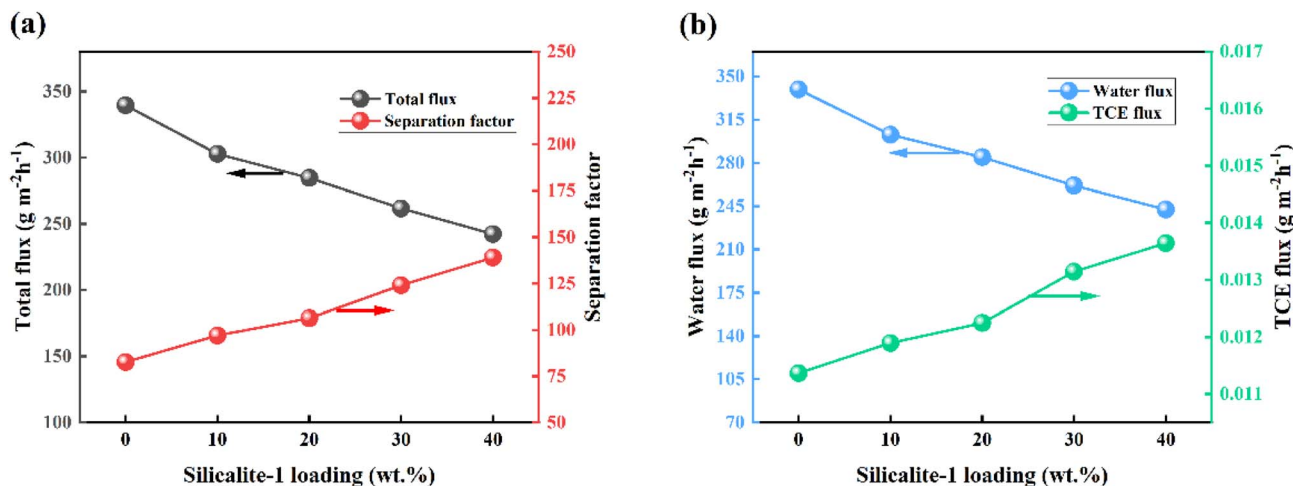 (a)
Total flux (g m⁻²h⁻¹)
350
300
250
200
150
100
Total flux
Separation factor
250
225
200
175
150
125
100
75
50
Separation factor
0 10 20 30 40
Silicalite-1 loading (wt.%)
(b)
Water flux (g m⁻²h⁻¹)
350
315
280
245
210
175
140
105
70
Water flux
TCE flux
0.017
0.016
0.015
0.014
0.013
0.012
0.011
TCE flux (g m⁻²h⁻¹)
0 10 20 30 40
Silicalite-1 loading (wt.%)